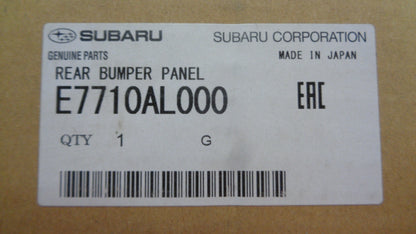 SUBARU SUBARU CORPORATION
GENUINE PARTS MADE IN JAPAN
REAR BUMPER PANEL
E7710AL000 EAC
QTY 1 G